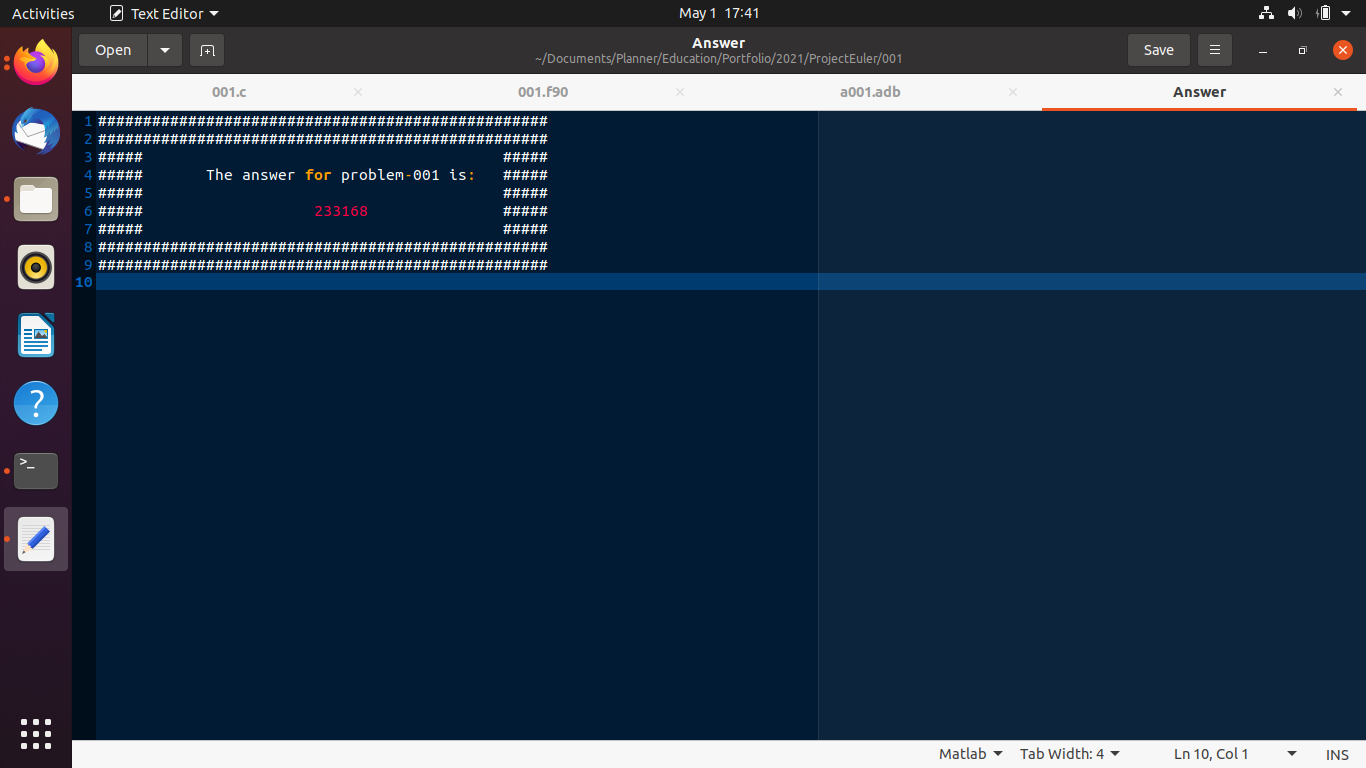 Activities Text Editor May 1 17:41
Open Answer Save
~/Documents/Planner/Education/Portfolio/2021/ProjectEuler/001
001.c 001.f90 a001.adb Answer
1 ##################################################
2 ##################################################
3 #####                                        #####
4 #####       The answer for problem-001 is:   #####
5 #####                                        #####
6 #####                   233168               #####
7 #####                                        #####
8 ##################################################
9 ##################################################
10
>_
?
Matlab Tab Width: 4 Ln 10, Col 1 INS